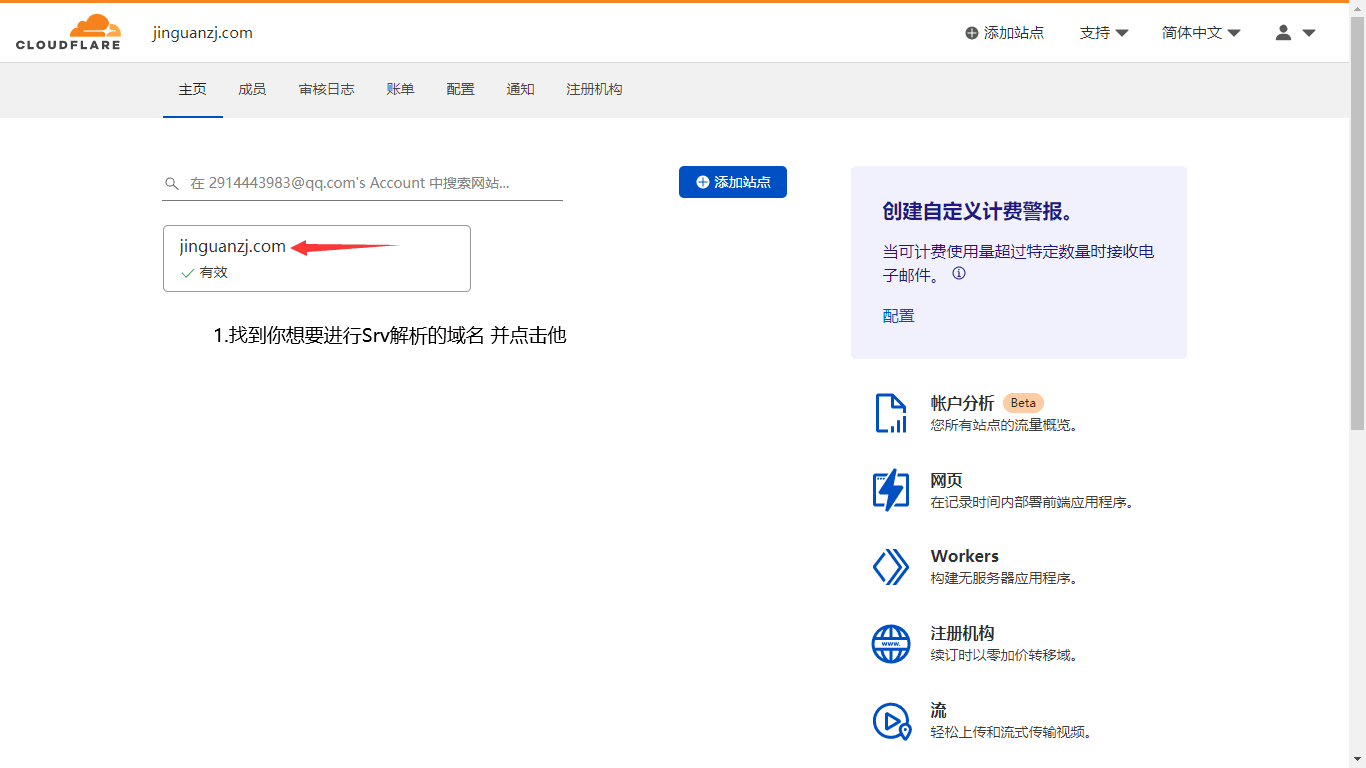 CLOUDFLARE
jinguanzj.com
添加站点
支持
简体中文
主页
成员
审核日志
账单
配置
通知
注册机构
在 2914443983@qq.com's Account 中搜索网站...
添加站点
jinguanzj.com
有效
1.找到你想要进行Srv解析的域名 并点击他
创建自定义计费警报。
当可计费使用量超过特定数量时接收电
子邮件。
配置
帐户分析 Beta
您所有站点的流量概览。
网页
在记录时间内部署前端应用程序。
Workers
构建无服务器应用程序。
www.
注册机构
续订时以零加价转移域。
流
轻松上传和流式传输视频。